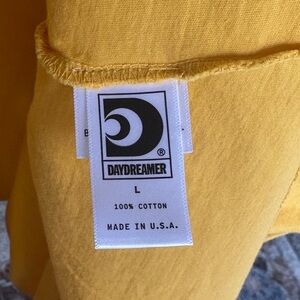 ®
DAYDREAMER
L
100% COTTON
MADE IN U.S.A.